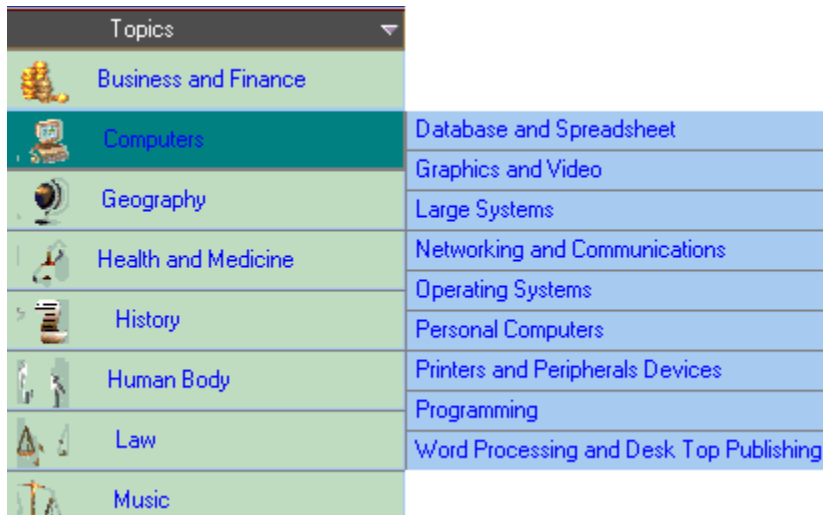 Topics
Business and Finance
Computers
Geography
Health and Medicine
History
Human Body
Law
Music
Database and Spreadsheet
Graphics and Video
Large Systems
Networking and Communications
Operating Systems
Personal Computers
Printers and Peripherals Devices
Programming
Word Processing and Desk Top Publishing